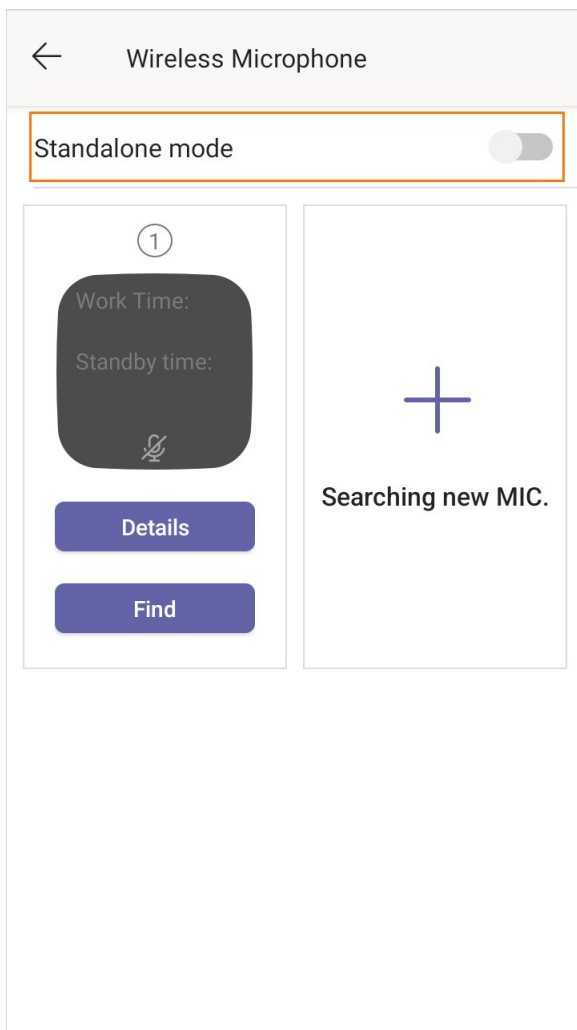 Wireless Microphone
Standalone mode
1
Work Time:
Standby time:
Details
Find
Searching new MIC.